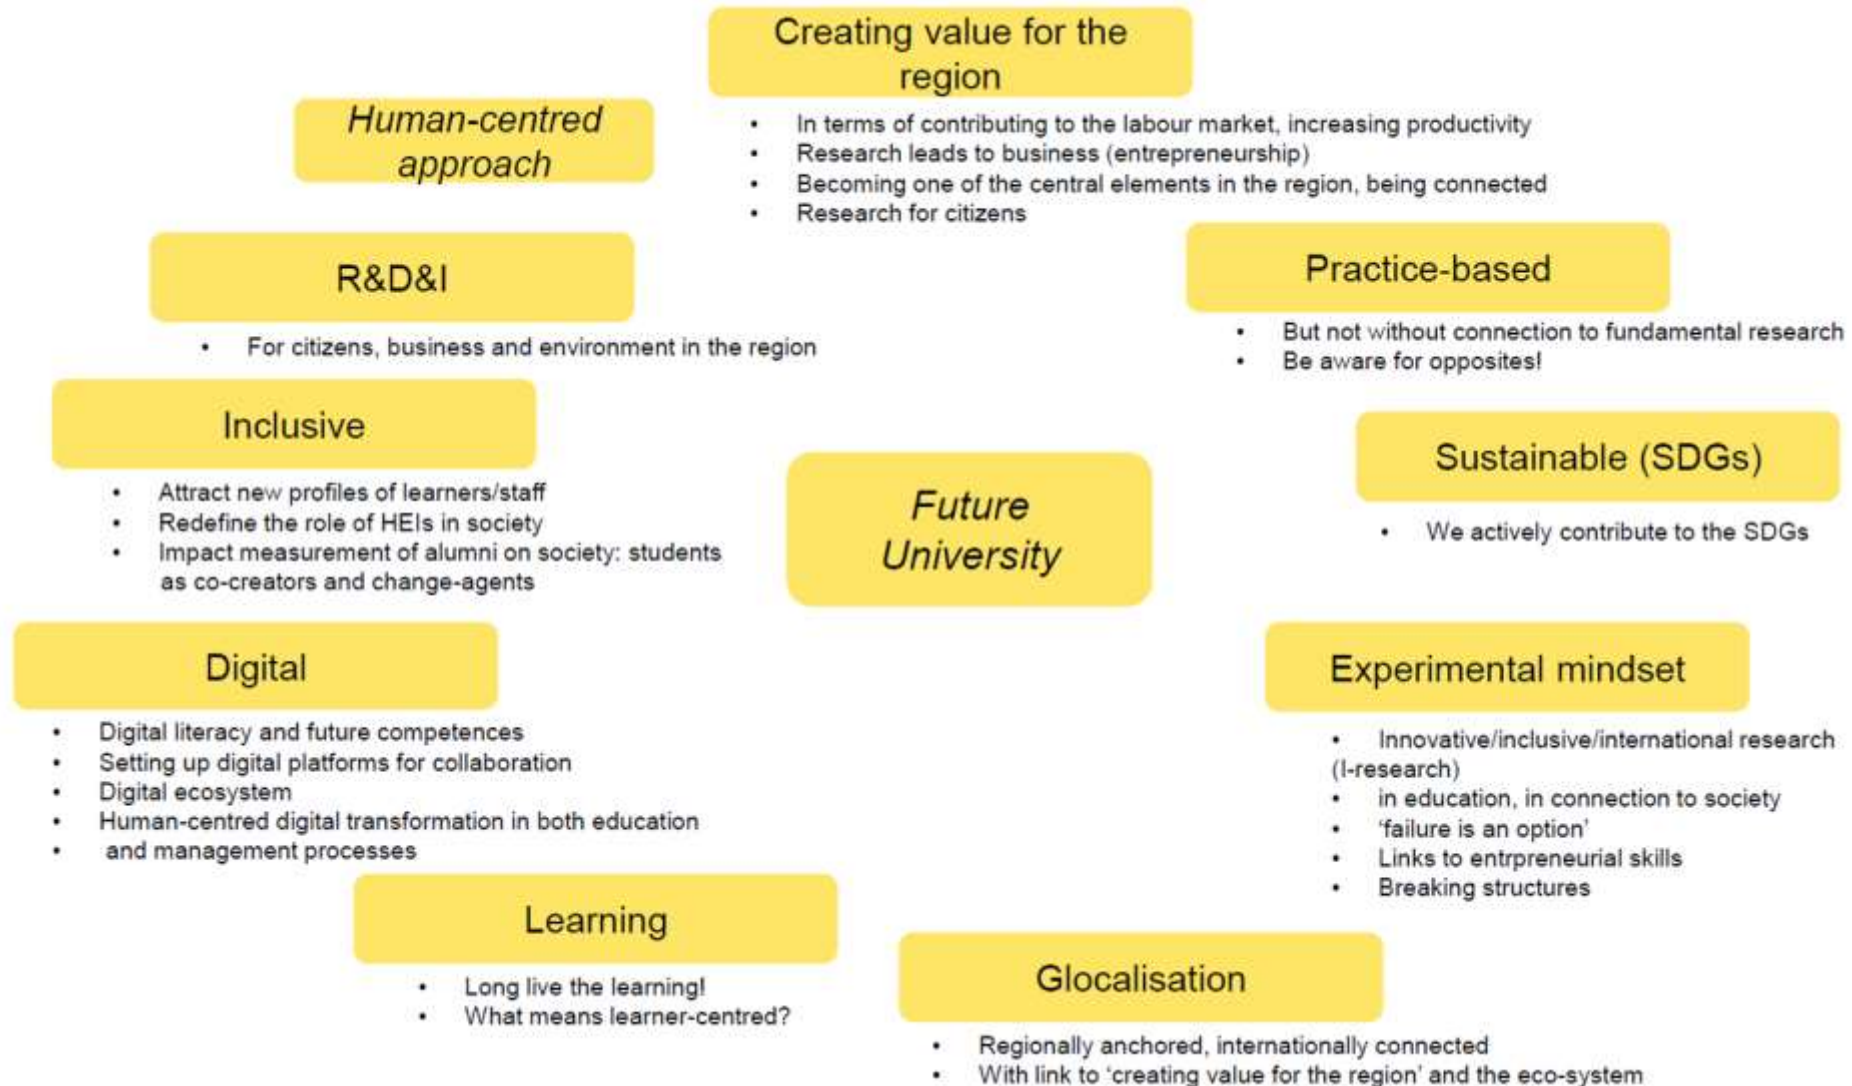 Creating value for the
region
• In terms of contributing to the labour market, increasing productivity
• Research leads to business (entrepreneurship)
• Becoming one of the central elements in the region, being connected
• Research for citizens
Human-centred
approach
R&D&I
• For citizens, business and environment in the region
Practice-based
• But not without connection to fundamental research
• Be aware for opposites!
Inclusive
• Attract new profiles of learners/staff
• Redefine the role of HEIs in society
• Impact measurement of alumni on society: students
as co-creators and change-agents
Future
University
Sustainable (SDGs)
• We actively contribute to the SDGs
Digital
• Digital literacy and future competences
• Setting up digital platforms for collaboration
• Digital ecosystem
• Human-centred digital transformation in both education
• and management processes
Experimental mindset
• Innovative/inclusive/international research
(I-research)
• in education, in connection to society
• ‘failure is an option’
• Links to entrpreneurial skills
• Breaking structures
Learning
• Long live the learning!
• What means learner-centred?
Glocalisation
• Regionally anchored, internationally connected
• With link to ‘creating value for the region’ and the eco-system